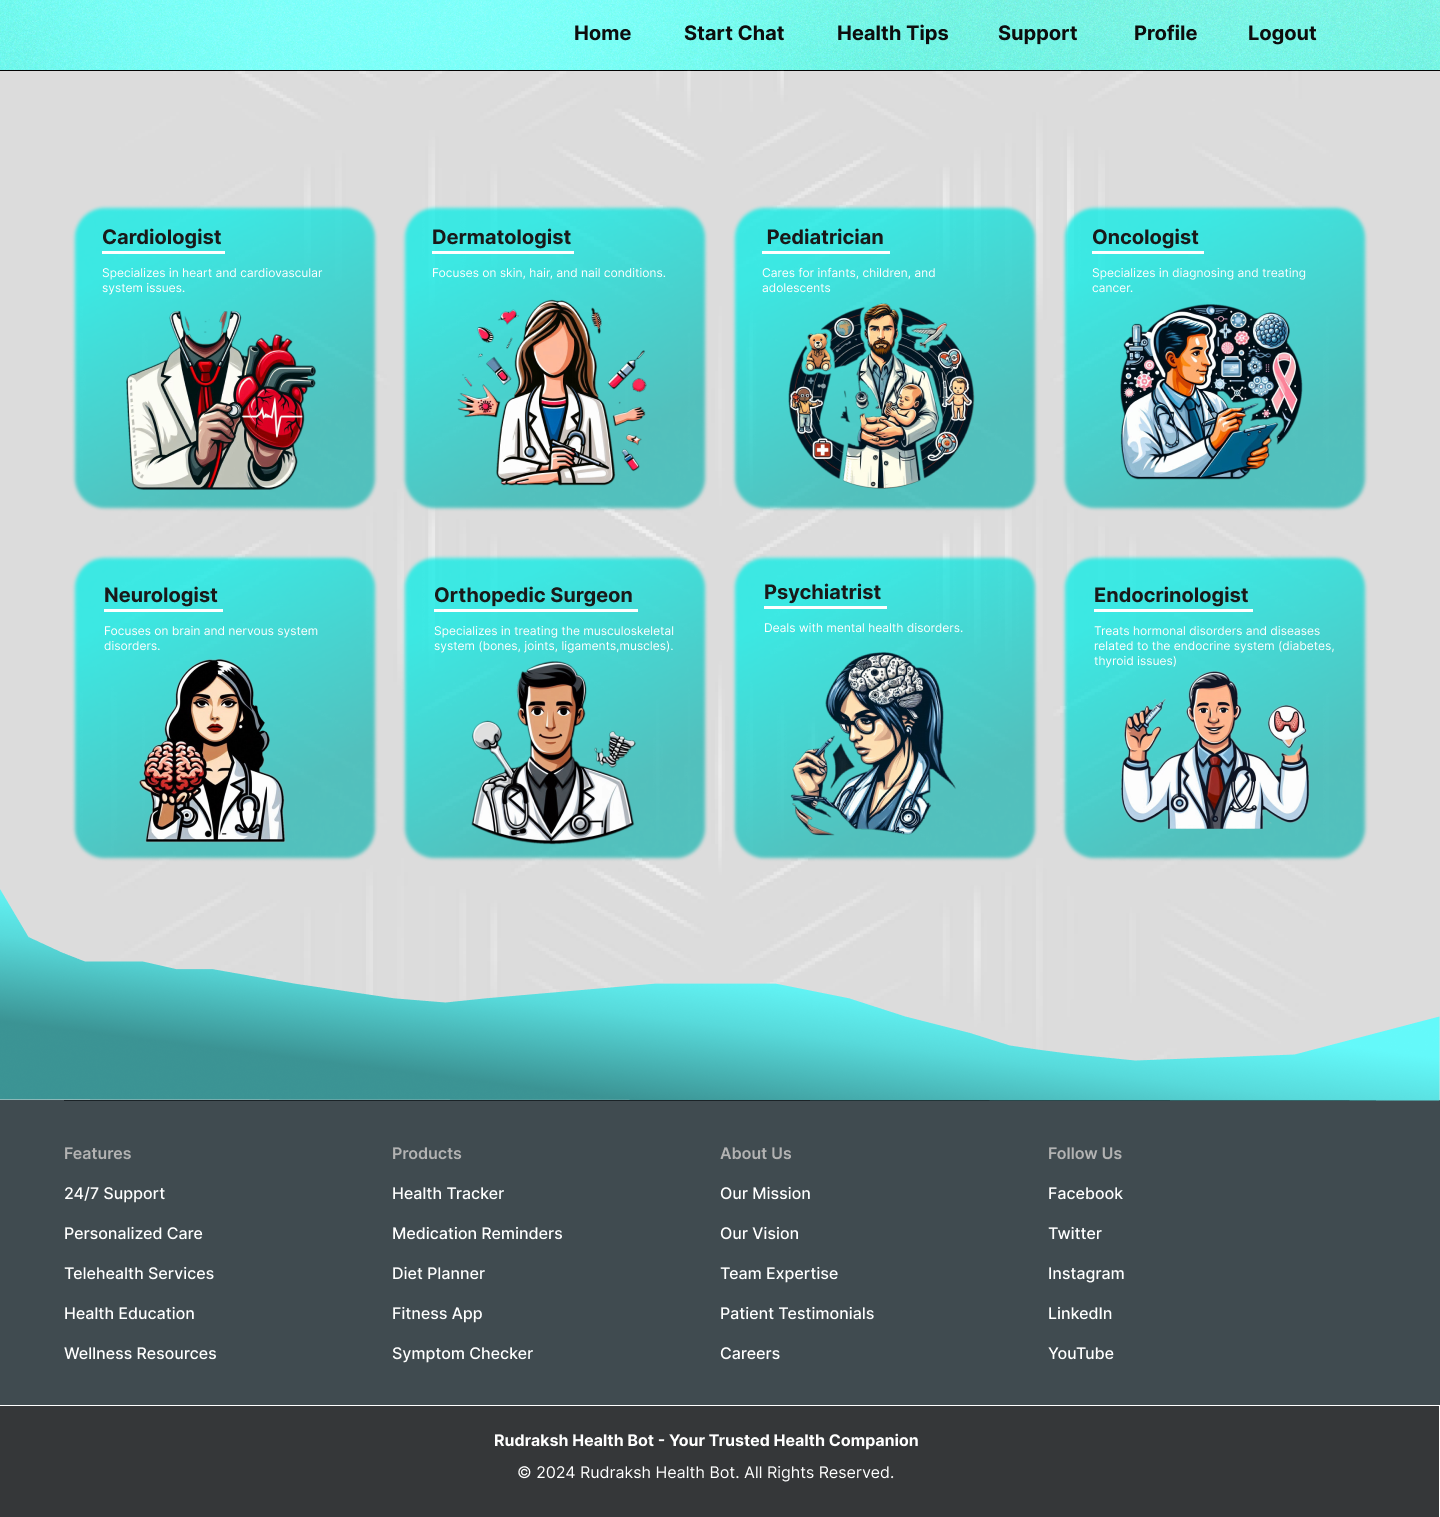 Home Start Chat Health Tips Support Profile Logout
Cardiologist
Specializes in heart and cardiovascular
system issues.
Dermatologist
Focuses on skin, hair, and nail conditions.
Pediatrician
Cares for infants, children, and
adolescents
Oncologist
Specializes in diagnosing and treating
cancer.
Neurologist
Focuses on brain and nervous system
disorders.
Orthopedic Surgeon
Specializes in treating the musculoskeletal
system (bones, joints, ligaments,muscles).
Psychiatrist
Deals with mental health disorders.
Endocrinologist
Treats hormonal disorders and diseases
related to the endocrine system (diabetes,
thyroid issues)
Features
24/7 Support
Personalized Care
Telehealth Services
Health Education
Wellness Resources
Products
Health Tracker
Medication Reminders
Diet Planner
Fitness App
Symptom Checker
About Us
Our Mission
Our Vision
Team Expertise
Patient Testimonials
Careers
Follow Us
Facebook
Twitter
Instagram
LinkedIn
YouTube
Rudraksh Health Bot - Your Trusted Health Companion
© 2024 Rudraksh Health Bot. All Rights Reserved.